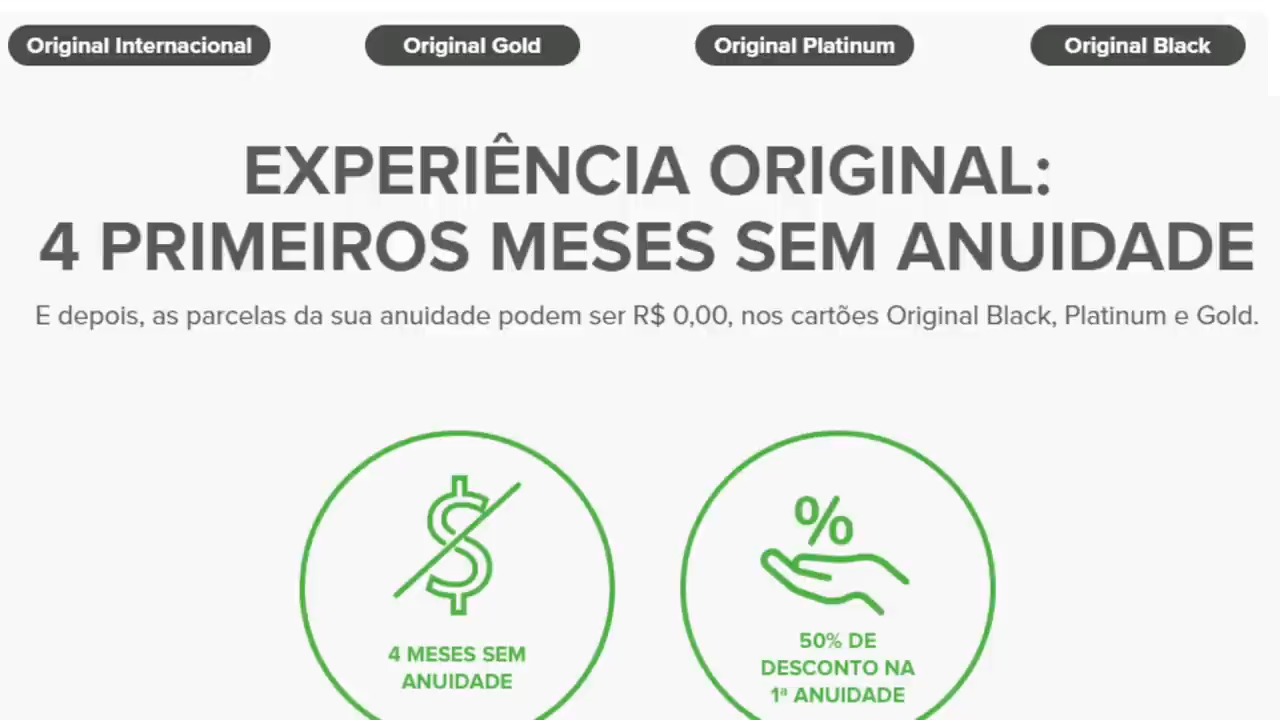 Original Internacional
Original Gold
Original Platinum
Original Black
EXPERIÊNCIA ORIGINAL:
4 PRIMEIROS MESES SEM ANUIDADE
E depois, as parcelas da sua anuidade podem ser R$ 0,00, nos cartões Original Black, Platinum e Gold.
4 MESES SEM
ANUIDADE
%
50% DE
DESCONTO NA
1ª ANUIDADE